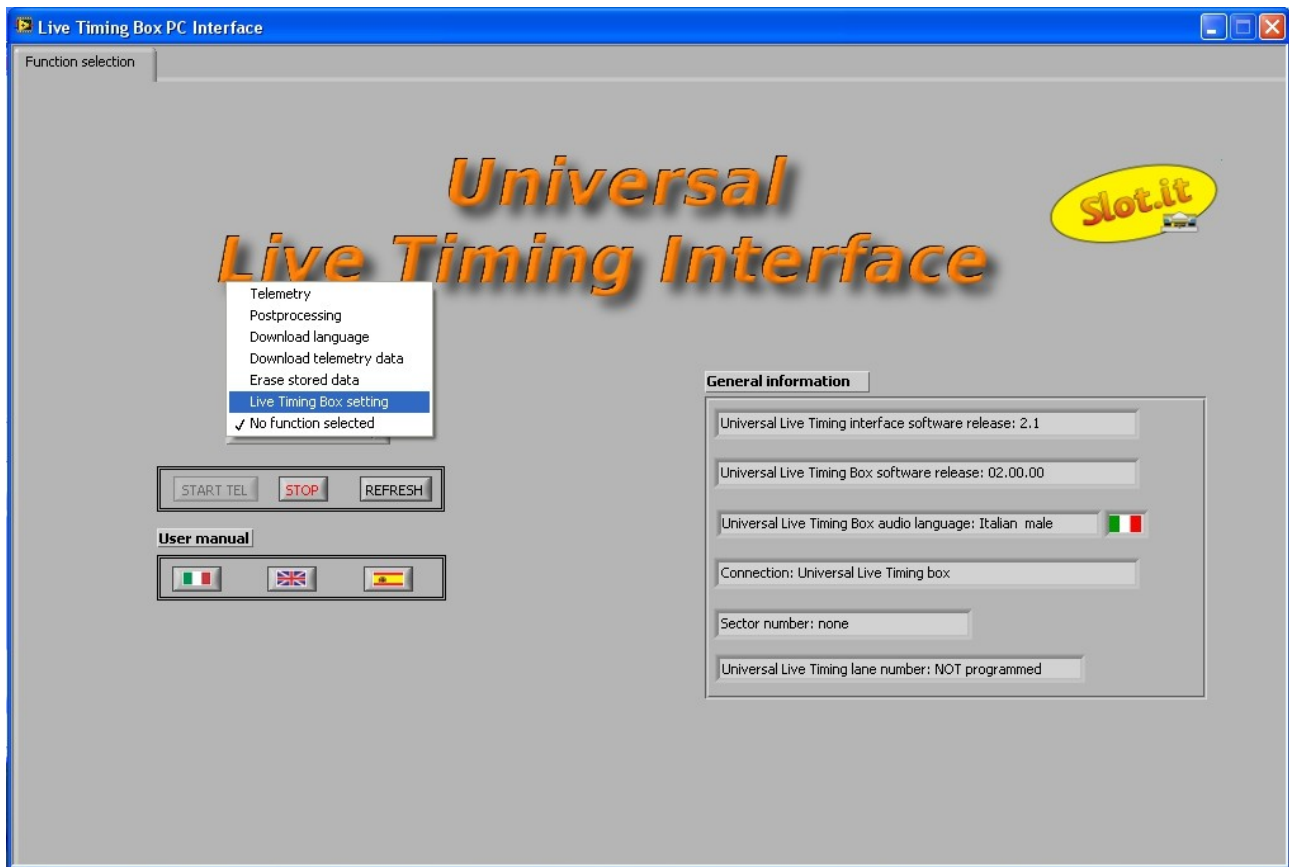 Live Timing Box PC Interface
Function selection
Universal
Live Timing Interface
Slot.it
Telemetry
Postprocessing
Download language
Download telemetry data
Erase stored data
Live Timing Box setting
✓ No function selected
START TEL STOP REFRESH
User manual
General information
Universal Live Timing interface software release: 2.1
Universal Live Timing Box software release: 02.00.00
Universal Live Timing Box audio language: Italian male
Connection: Universal Live Timing box
Sector number: none
Universal Live Timing lane number: NOT programmed